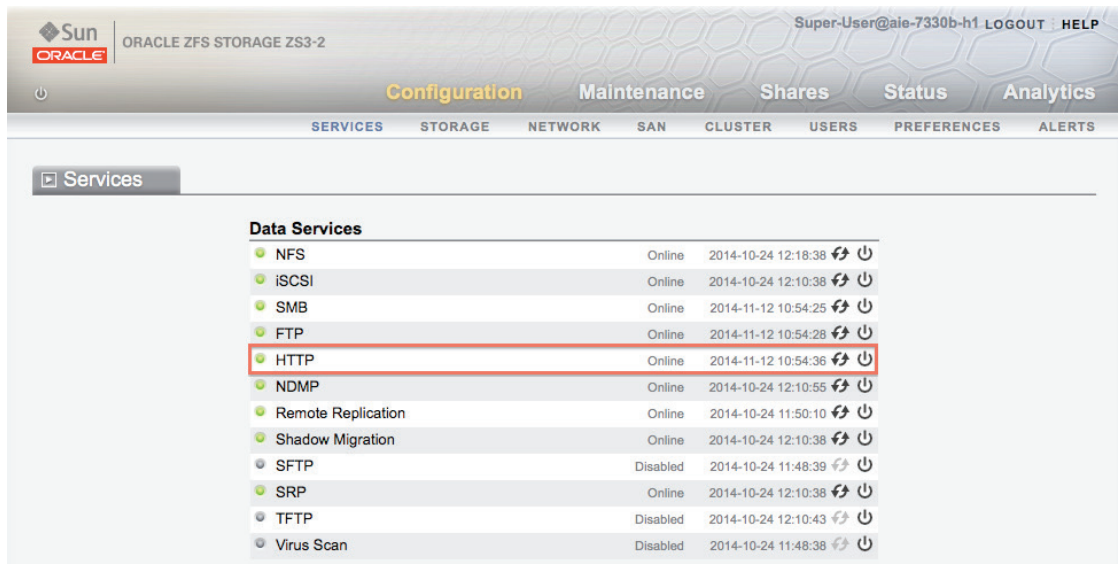 Sun
ORACLE
ORACLE ZFS STORAGE ZS3-2
Super-User@aie-7330b-h1 LOGOUT HELP
Configuration Maintenance Shares Status Analytics
SERVICES STORAGE NETWORK SAN CLUSTER USERS PREFERENCES ALERTS
Services
Data Services
NFS Online 2014-10-24 12:18:38
iSCSI Online 2014-10-24 12:10:38
SMB Online 2014-11-12 10:54:25
FTP Online 2014-11-12 10:54:28
HTTP Online 2014-11-12 10:54:36
NDMP Online 2014-10-24 12:10:55
Remote Replication Online 2014-10-24 11:50:10
Shadow Migration Online 2014-10-24 12:10:38
SFTP Disabled 2014-10-24 11:48:39
SRP Online 2014-10-24 12:10:38
TFTP Disabled 2014-10-24 12:10:43
Virus Scan Disabled 2014-10-24 11:48:38